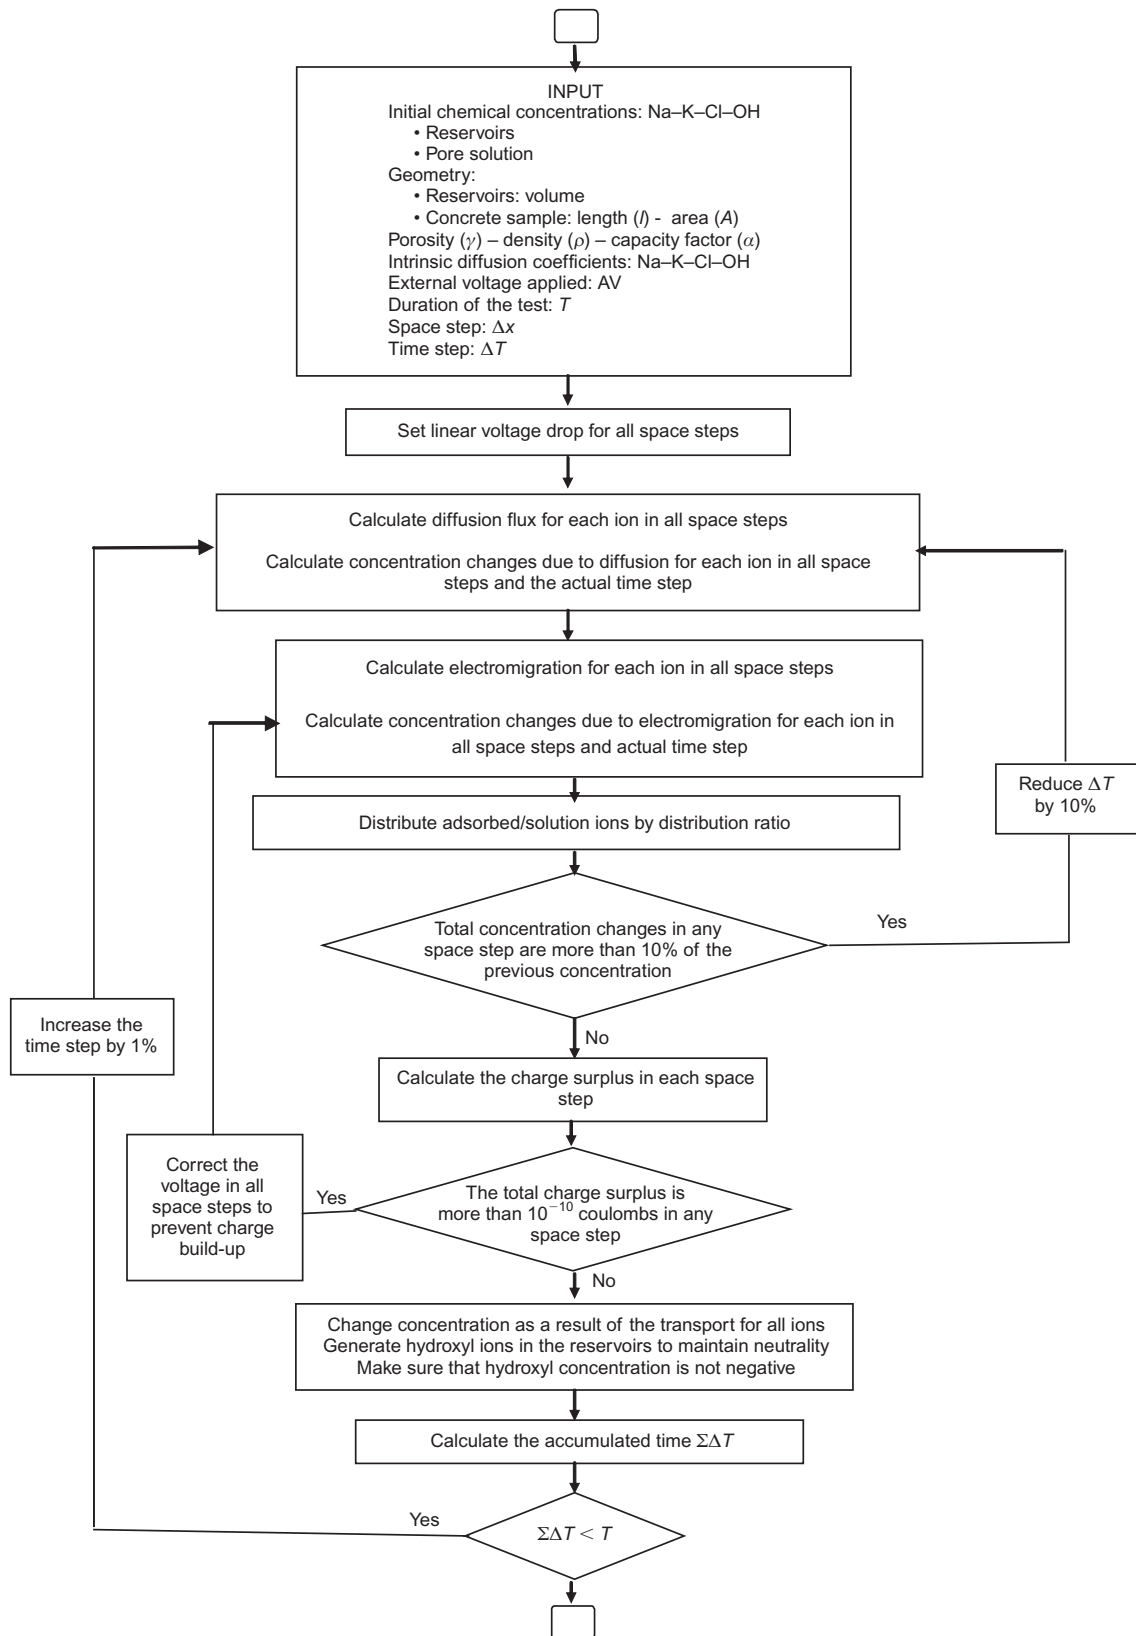 INPUT
Initial chemical concentrations: Na–K–Cl–OH
• Reservoirs
• Pore solution
Geometry:
• Reservoirs: volume
• Concrete sample: length (l) - area (A)
Porosity (γ) – density (ρ) – capacity factor (α)
Intrinsic diffusion coefficients: Na–K–Cl–OH
External voltage applied: AV
Duration of the test: T
Space step: Δx
Time step: ΔT
Set linear voltage drop for all space steps
Calculate diffusion flux for each ion in all space steps
Calculate concentration changes due to diffusion for each ion in all space
steps and the actual time step
Calculate electromigration for each ion in all space steps
Calculate concentration changes due to electromigration for each ion in
all space steps and actual time step
Reduce ΔT
by 10%
Distribute adsorbed/solution ions by distribution ratio
Total concentration changes in any
space step are more than 10% of the
previous concentration
Yes
No
Increase the
time step by 1%
Calculate the charge surplus in each space
step
Correct the
voltage in all
space steps to
prevent charge
build-up
Yes
The total charge surplus is
more than 10⁻¹⁰ coulombs in any
space step
No
Change concentration as a result of the transport for all ions
Generate hydroxyl ions in the reservoirs to maintain neutrality
Make sure that hydroxyl concentration is not negative
Calculate the accumulated time ΣΔT
Yes
ΣΔT < T